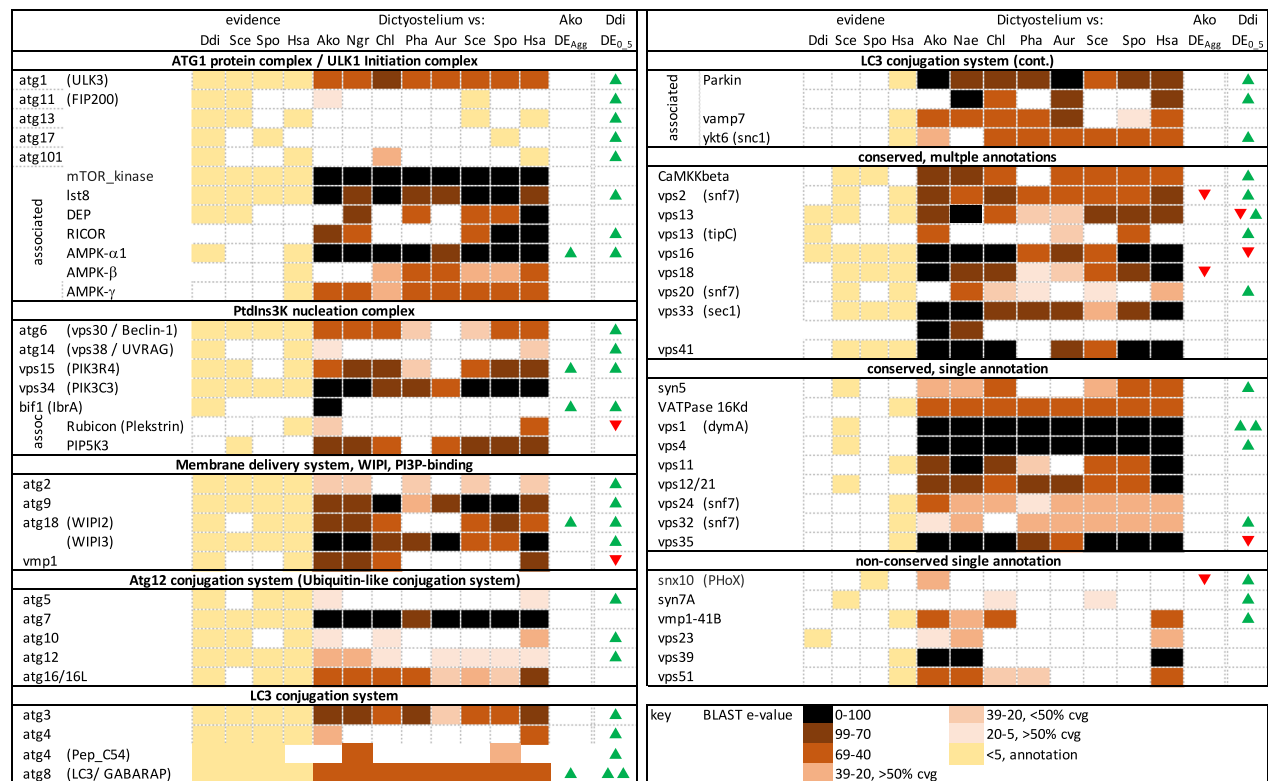 evidence Dictyostelium vs: Ako Ddi
Ddi Sce Spo Hsa Ako Ngr Chl Pha Aur Sce Spo Hsa DEAgg DE0_5
ATG1 protein complex / ULK1 Initiation complex
atg1 (ULK3)
atg11 (FIP200)
atg13
atg17
atg101
associated
mTOR_kinase
lst8
DEP
RICOR
AMPK-α1
AMPK-β
AMPK-γ
PtdIns3K nucleation complex
atg6 (vps30 / Beclin-1)
atg14 (vps38 / UVRAG)
vps15 (PIK3R4)
vps34 (PIK3C3)
bif1 (IbrA)
assoc
Rubicon (Plekstrin)
PIP5K3
Membrane delivery system, WIPI, PI3P-binding
atg2
atg9
atg18 (WIPI2)
(WIPI3)
vmp1
Atg12 conjugation system (Ubiquitin-like conjugation system)
atg5
atg7
atg10
atg12
atg16/16L
LC3 conjugation system
atg3
atg4
atg4 (Pep_C54)
atg8 (LC3/ GABARAP)
evidene Dictyostelium vs: Ako Ddi
Ddi Sce Spo Hsa Ako Nae Chl Pha Aur Sce Spo Hsa DEAgg DE0_5
LC3 conjugation system (cont.)
associated
Parkin
vamp7
ykt6 (snc1)
conserved, multple annotations
CaMKKbeta
vps2 (snf7)
vps13
vps13 (tipC)
vps16
vps18
vps20 (snf7)
vps33 (sec1)
vps41
conserved, single annotation
syn5
VATPase 16Kd
vps1 (dymA)
vps4
vps11
vps12/21
vps24 (snf7)
vps32 (snf7)
vps35
non-conserved single annotation
snx10 (PHoX)
syn7A
vmp1-41B
vps23
vps39
vps51
key BLAST e-value 0-100 39-20, <50% cvg
99-70 20-5, >50% cvg
69-40 <5, annotation
39-20, >50% cvg